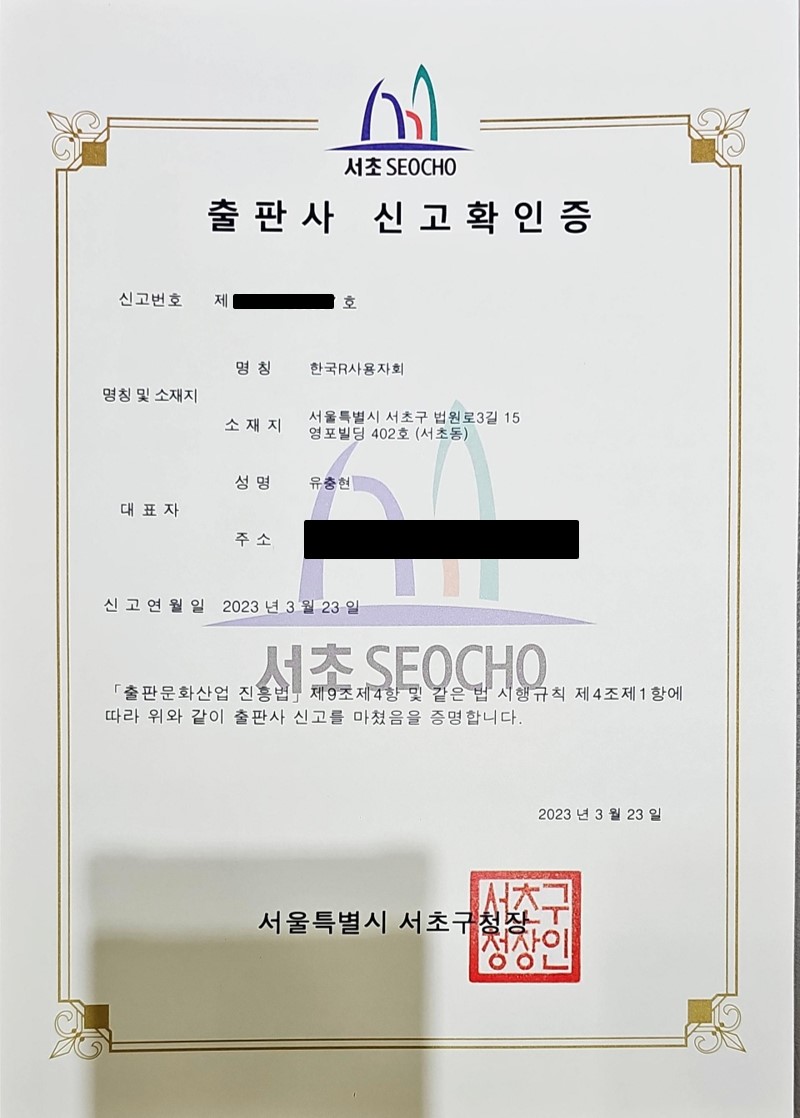 서초 SEOCHO
출판사 신고확인증
신고번호 제 호
명칭 및 소재지
명 칭 한국R사용자회
소 재 지 서울특별시 서초구 법원로3길 15
영포빌딩 402호 (서초동)
대 표 자
성 명 유충현
주 소
신 고 연 월 일 2023 년 3 월 23 일
서초 SEOCHO
「출판문화산업 진흥법」 제9조제4항 및 같은 법 시행규칙 제4조제1항에
따라 위와 같이 출판사 신고를 마쳤음을 증명합니다.
2023 년 3 월 23 일
서울특별시 서초구청장
서초구
청장인